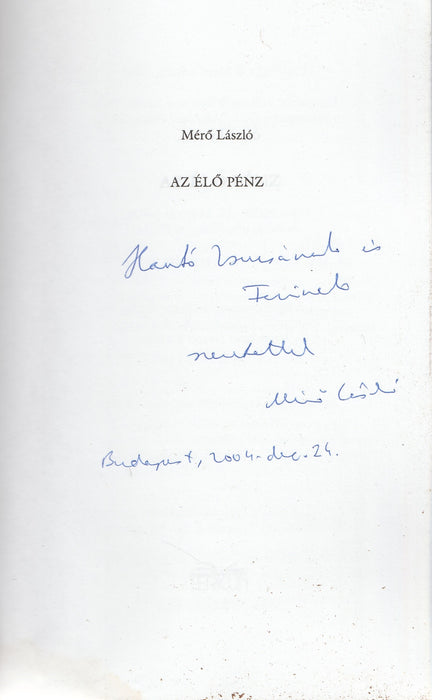 Mérő László
AZ ÉLŐ PÉNZ
Hantó Zsuzsának és
Ferinek
szeretettel
Mérő László
Budapest, 2004. dec. 24.